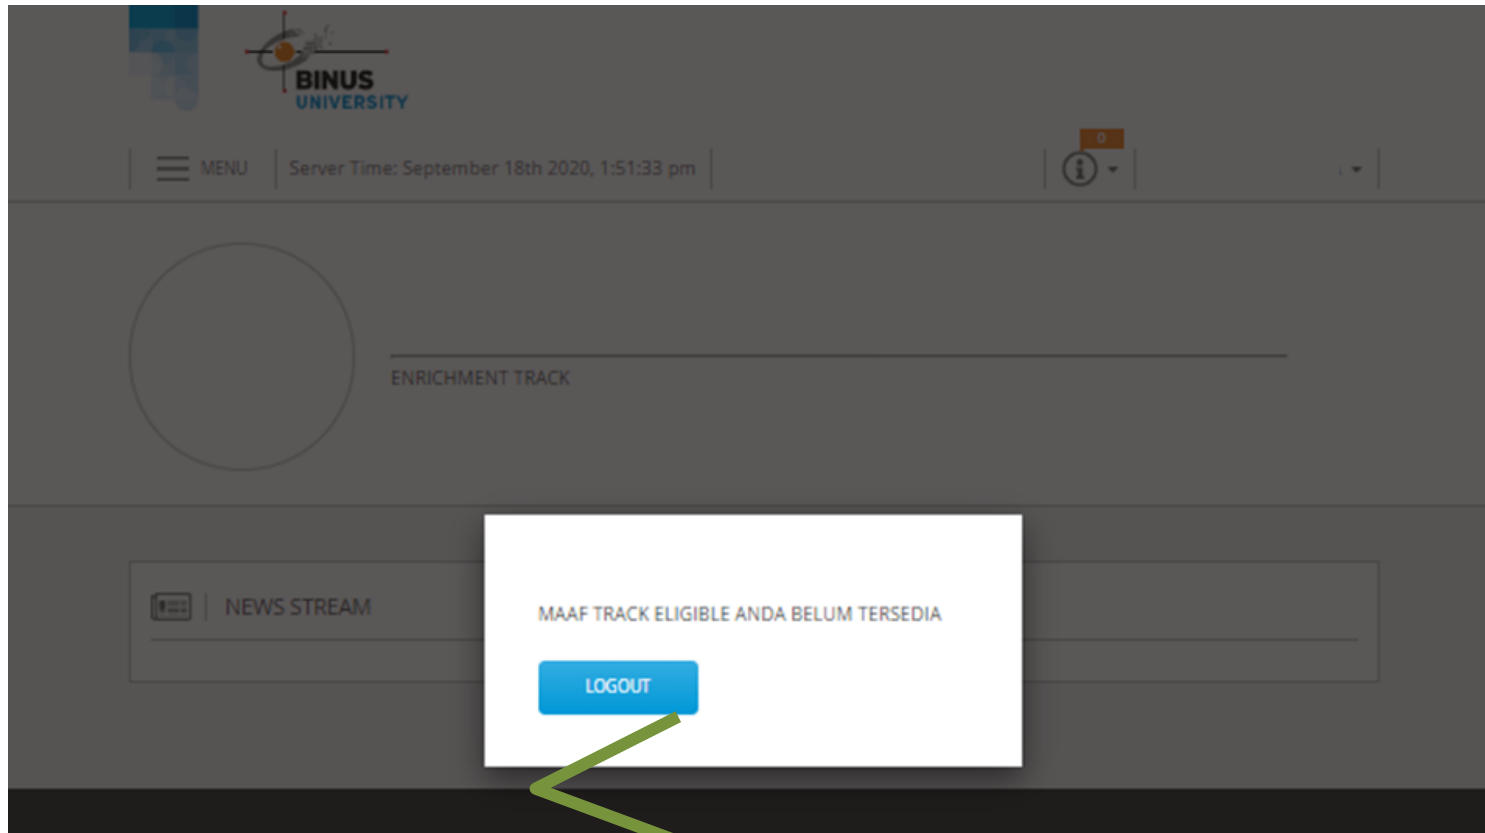 BINUS
UNIVERSITY
0
MENU
Server Time: September 18th 2020, 1:51:33 pm
ENRICHMENT TRACK
NEWS STREAM
MAAF TRACK ELIGIBLE ANDA BELUM TERSEDIA
LOGOUT